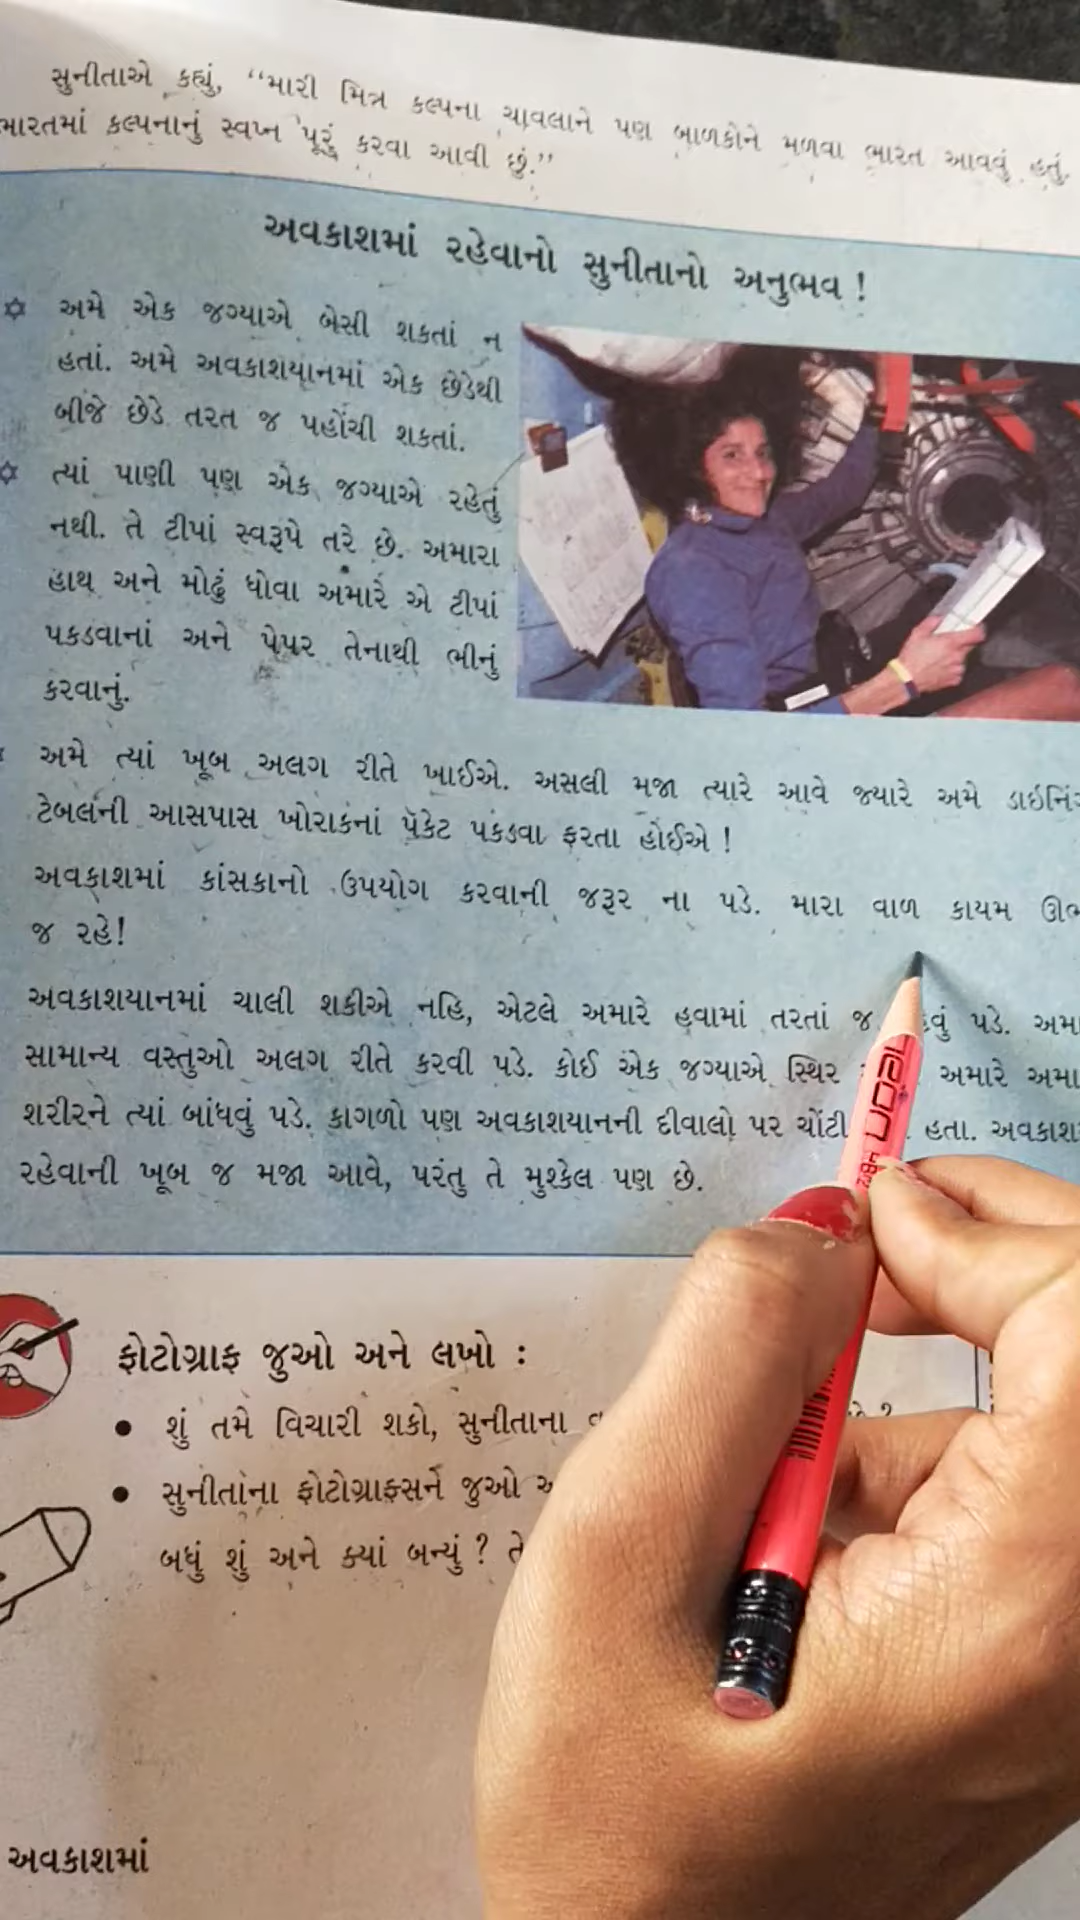 સુનીતાએ કહ્યું, “મારી મિત્ર કલ્પના ચાવલાને પણ બાળકોને મળવા ભારત આવવું હતું.
ભારતમાં કલ્પનાનું સ્વપ્ન પૂરું કરવા આવી છું.”
અવકાશમાં રહેવાનો સુનીતાનો અનુભવ !
અમે એક જગ્યાએ બેસી શકતાં ન
હતાં. અમે અવકાશયાનમાં એક છેડેથી
બીજે છેડે તરત જ પહોંચી શકતાં.
ત્યાં પાણી પણ એક જગ્યાએ રહેતું
નથી. તે ટીપાં સ્વરૂપે તરે છે. અમારા
હાથ અને મોઢું ધોવા અમારે એ ટીપાં
પકડવાનાં અને પેપર તેનાથી ભીનું
કરવાનું.
અમે ત્યાં ખૂબ અલગ રીતે ખાઈએ. અસલી મજા ત્યારે આવે જ્યારે અમે
ટેબલની આસપાસ ખોરાકનાં પૅકેટ પકડવા ફરતા હોઈએ !
અવકાશમાં કાંસકાનો ઉપયોગ કરવાની જરૂર ના પડે. મારા વાળ કાયમ
જ રહે!
અવકાશયાનમાં ચાલી શકીએ નહિ, એટલે અમારે હવામાં તરતાં જ પડે.
સામાન્ય વસ્તુઓ અલગ રીતે કરવી પડે. કોઈ એક જગ્યાએ સ્થિર અમારે
શરીરને ત્યાં બાંધવું પડે. કાગળો પણ અવકાશયાનની દીવાલો પર ચોંટી હતા.
રહેવાની ખૂબ જ મજા આવે, પરંતુ તે મુશ્કેલ પણ છે.
HB2
ફોટોગ્રાફ જુઓ અને લખો :
• શું તમે વિચારી શકો, સુનીતાના
• સુનીતાના ફોટોગ્રાફ્સને જુઓ
બધું શું અને ક્યાં બન્યું ?
અવકાશમાં